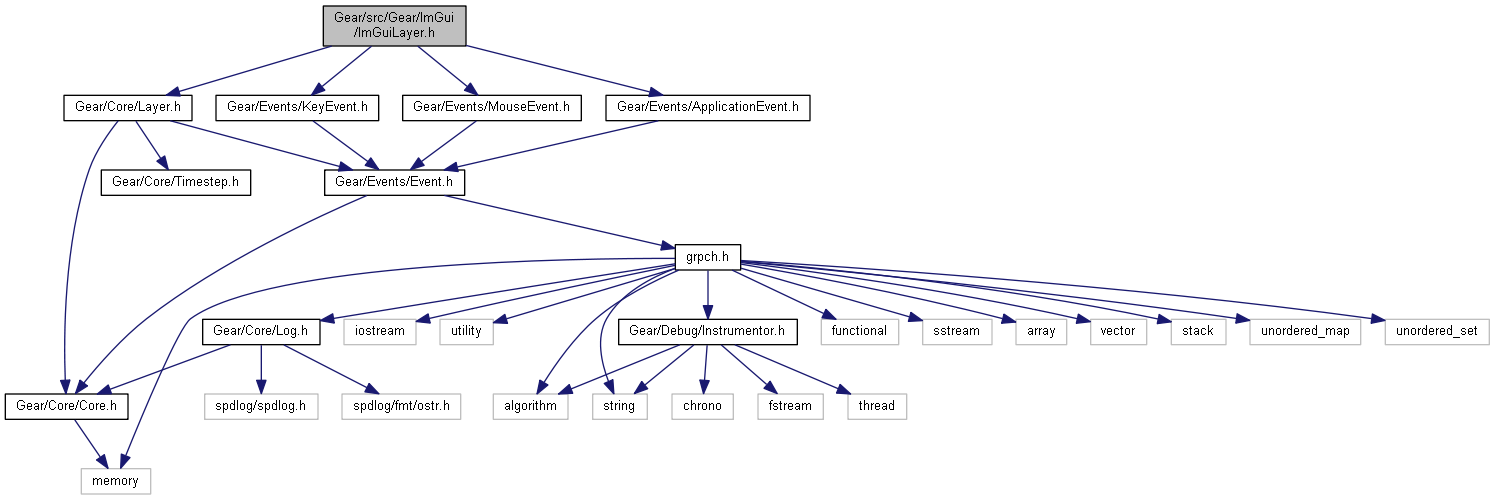 Gear/src/Gear/ImGui
/ImGuiLayer.h
Gear/Core/Layer.h
Gear/Events/KeyEvent.h
Gear/Events/MouseEvent.h
Gear/Events/ApplicationEvent.h
Gear/Core/Timestep.h
Gear/Events/Event.h
grpch.h
Gear/Core/Log.h
iostream
utility
Gear/Debug/Instrumentor.h
functional
sstream
array
vector
stack
unordered_map
unordered_set
Gear/Core/Core.h
spdlog/spdlog.h
spdlog/fmt/ostr.h
algorithm
string
chrono
fstream
thread
memory